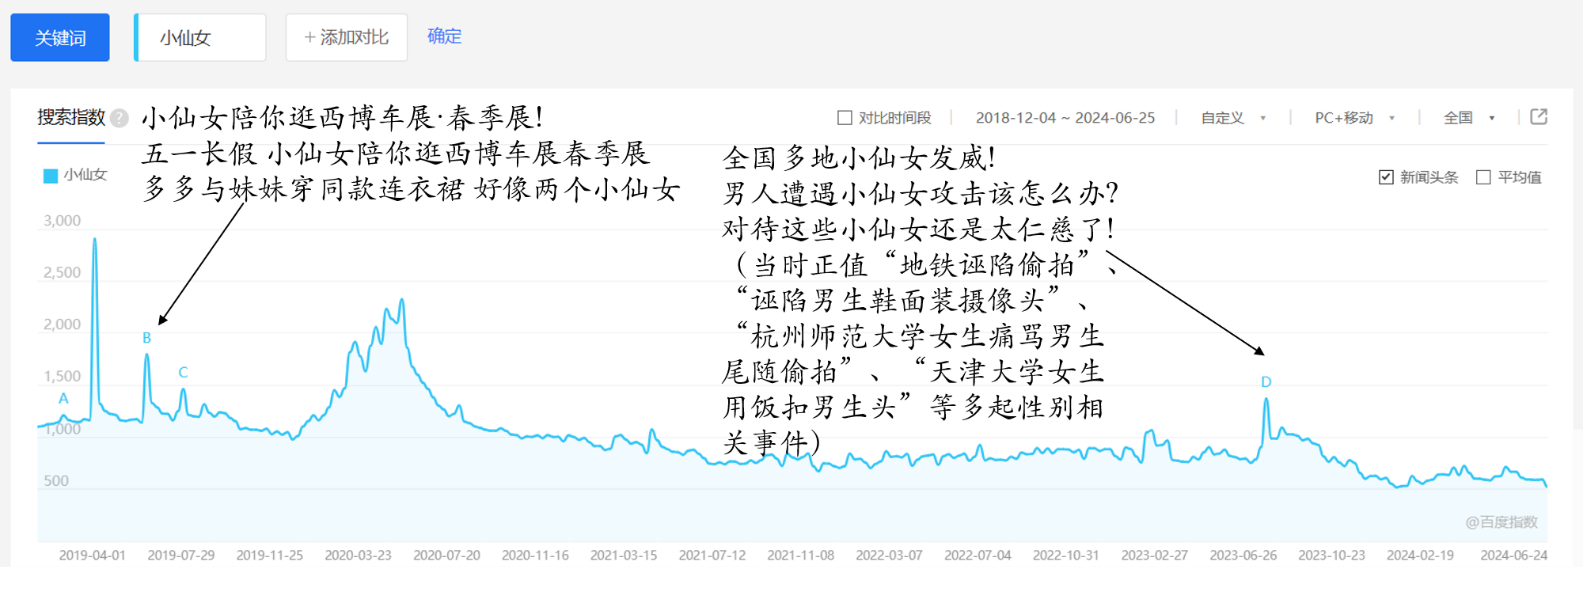 关键词
小仙女
+ 添加对比
确定
搜索指数 ?
小仙女陪你逛西博车展·春季展!
五一长假 小仙女陪你逛西博车展春季展
多多与妹妹穿同款连衣裙 好像两个小仙女
对比时间段
2018-12-04 ~ 2024-06-25
自定义
PC+移动
全国
小仙女
新闻头条
平均值
全国多地小仙女发威!
男人遭遇小仙女攻击该怎么办?
对待这些小仙女还是太仁慈了!
(当时正值“地铁诬陷偷拍”、
“诬陷男生鞋面装摄像头”、
“杭州师范大学女生痛骂男生
尾随偷拍”、“天津大学女生
用饭扣男生头”等多起性别相
关事件)
3,000
2,500
2,000
1,500
1,000
500
A
B
C
D
@百度指数
2019-04-01
2019-07-29
2019-11-25
2020-03-23
2020-07-20
2020-11-16
2021-03-15
2021-07-12
2021-11-08
2022-03-07
2022-07-04
2022-10-31
2023-02-27
2023-06-26
2023-10-23
2024-02-19
2024-06-24